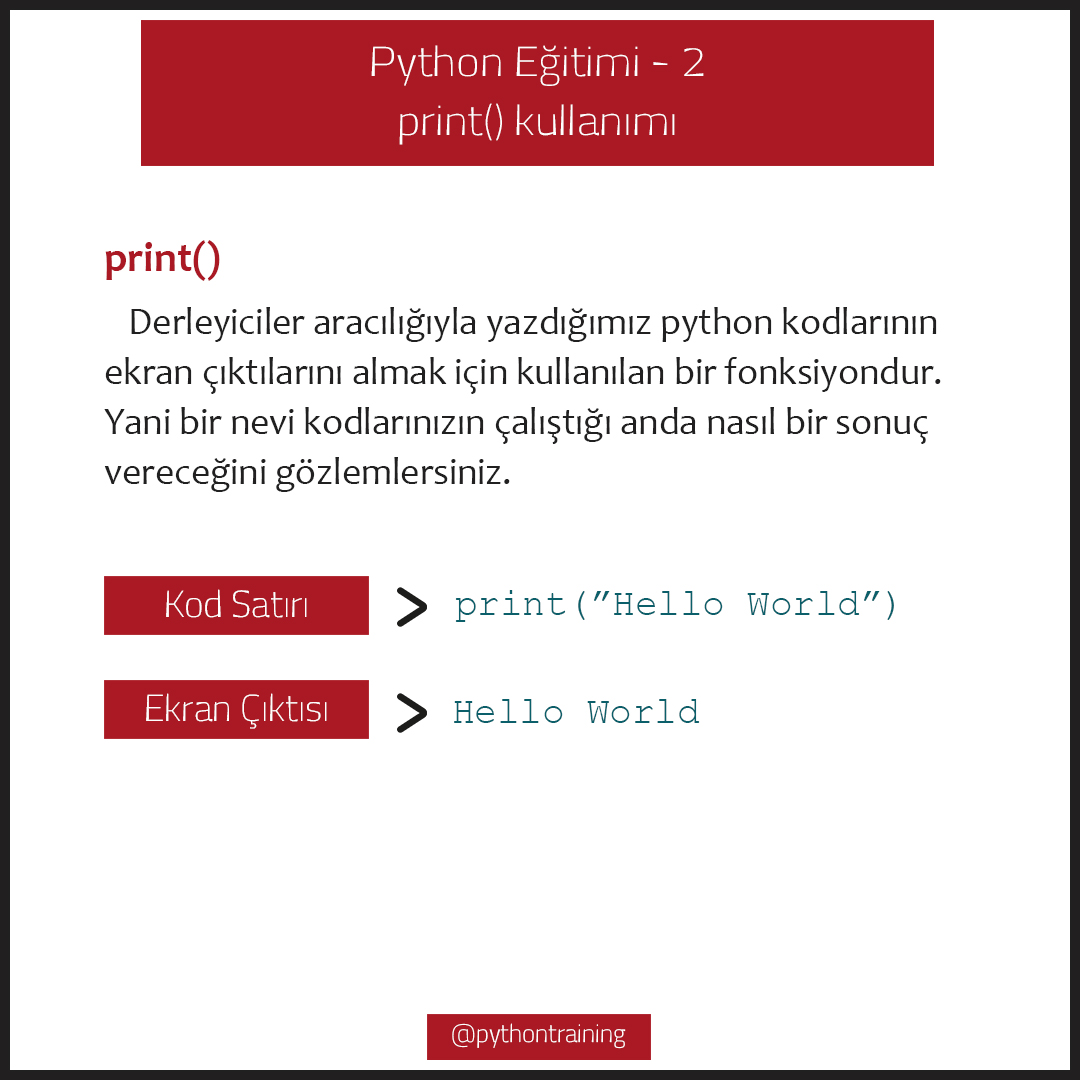 Python Eğitimi - 2
print() kullanımı
print()
Derleyiciler aracılığıyla yazdığımız python kodlarının
ekran çıktılarını almak için kullanılan bir fonksiyondur.
Yani bir nevi kodlarınızın çalıştığı anda nasıl bir sonuç
vereceğini gözlemlersiniz.
Kod Satırı > print(”Hello World”)
Ekran Çıktısı > Hello World
@pythontraining